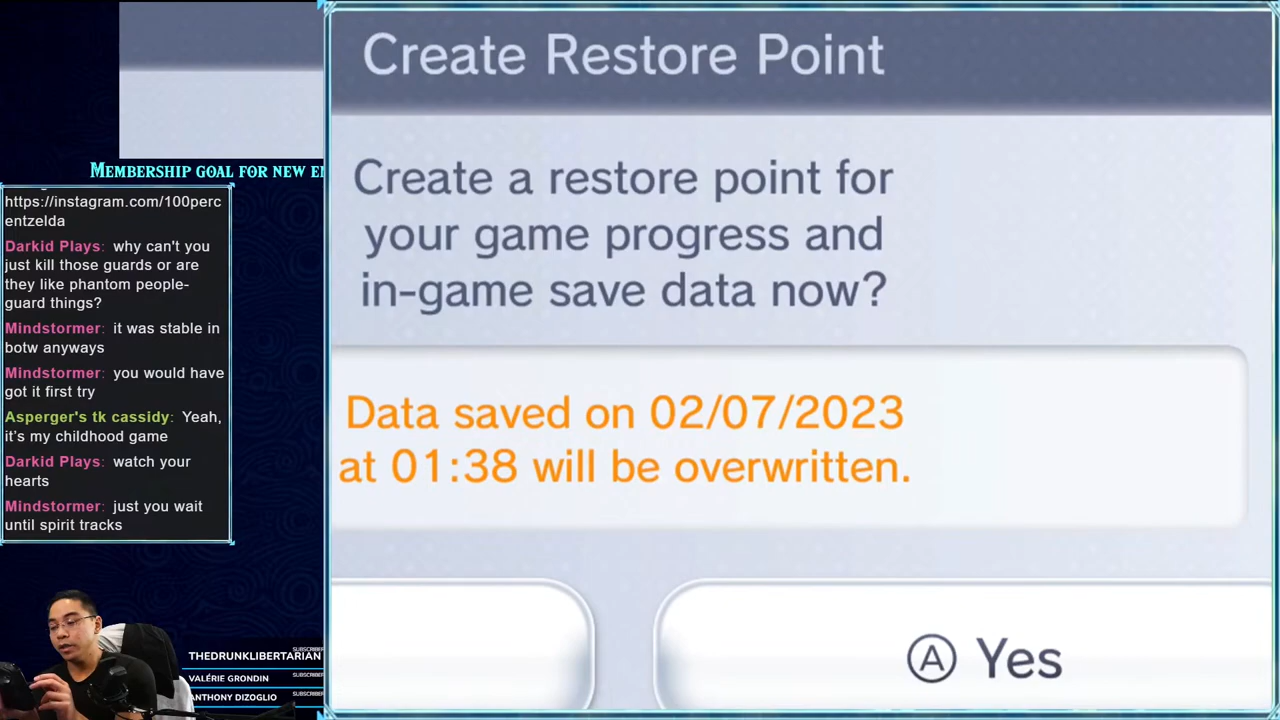 Create Restore Point
Create a restore point for
your game progress and
in-game save data now?
Data saved on 02/07/2023
at 01:38 will be overwritten.
Ⓐ Yes
MEMBERSHIP GOAL FOR NEW
https://instagram.com/100perc
entzelda
Darkid Plays: why can't you
just kill those guards or are
they like phantom people-
guard things?
Mindstormer: it was stable in
botw anyways
Mindstormer: you would have
got it first try
Asperger's tk cassidy: Yeah,
it's my childhood game
Darkid Plays: watch your
hearts
Mindstormer: just you wait
until spirit tracks
THEDRUNKLIBERTARIAN
VALÉRIE GRONDIN
ANTHONY DIZOGLIO